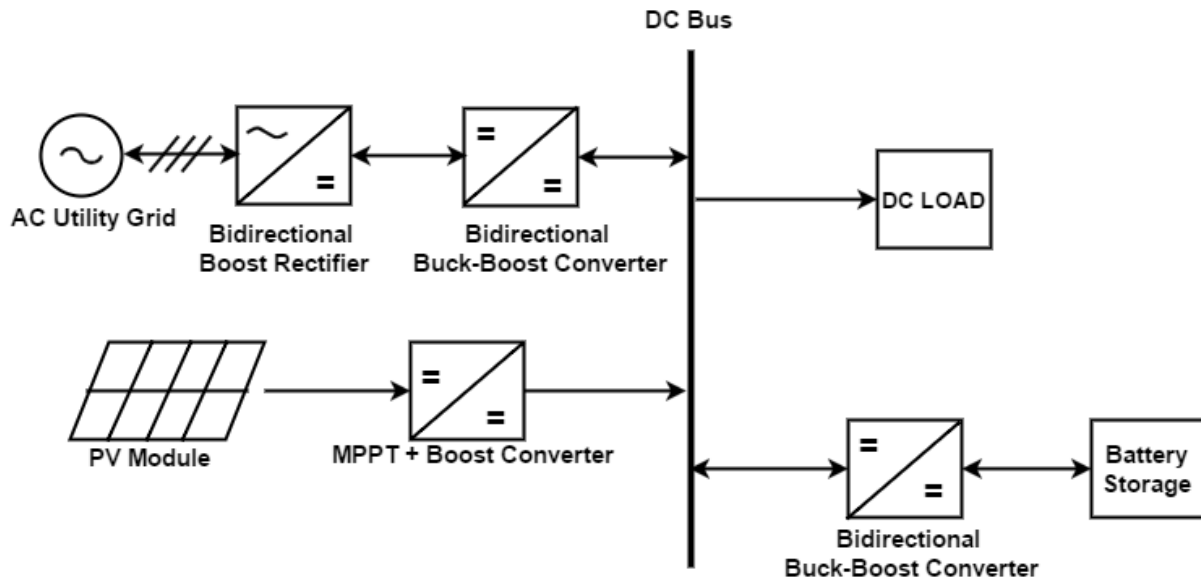 DC Bus
AC Utility Grid
Bidirectional
Boost Rectifier
Bidirectional
Buck-Boost Converter
DC LOAD
PV Module
MPPT + Boost Converter
Battery
Storage
Bidirectional
Buck-Boost Converter